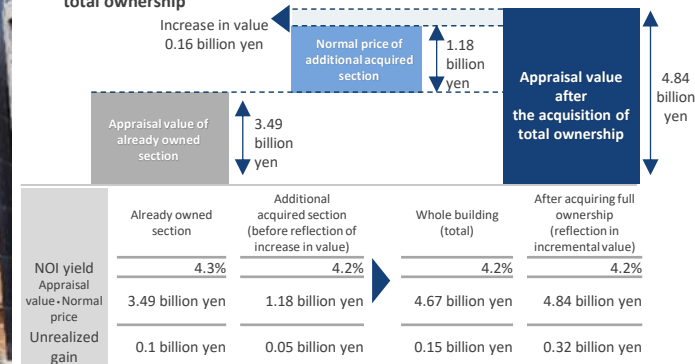 total ownership
Increase in value
0.16 billion yen
Normal price of
additional acquired
section
1.18
billion
yen
Appraisal value
after
the acquisition of
total ownership
4.84
billion
yen
Appraisal value of
already owned
section
3.49
billion
yen
Already owned
section
Additional
acquired section
(before reflection of
increase in value)
Whole building
(total)
After acquiring full
ownership
(reflection in
incremental value)
NOI yield
4.3%
4.2%
4.2%
4.2%
Appraisal
value・Normal
price
3.49 billion yen
1.18 billion yen
4.67 billion yen
4.84 billion yen
Unrealized
gain
0.1 billion yen
0.05 billion yen
0.15 billion yen
0.32 billion yen